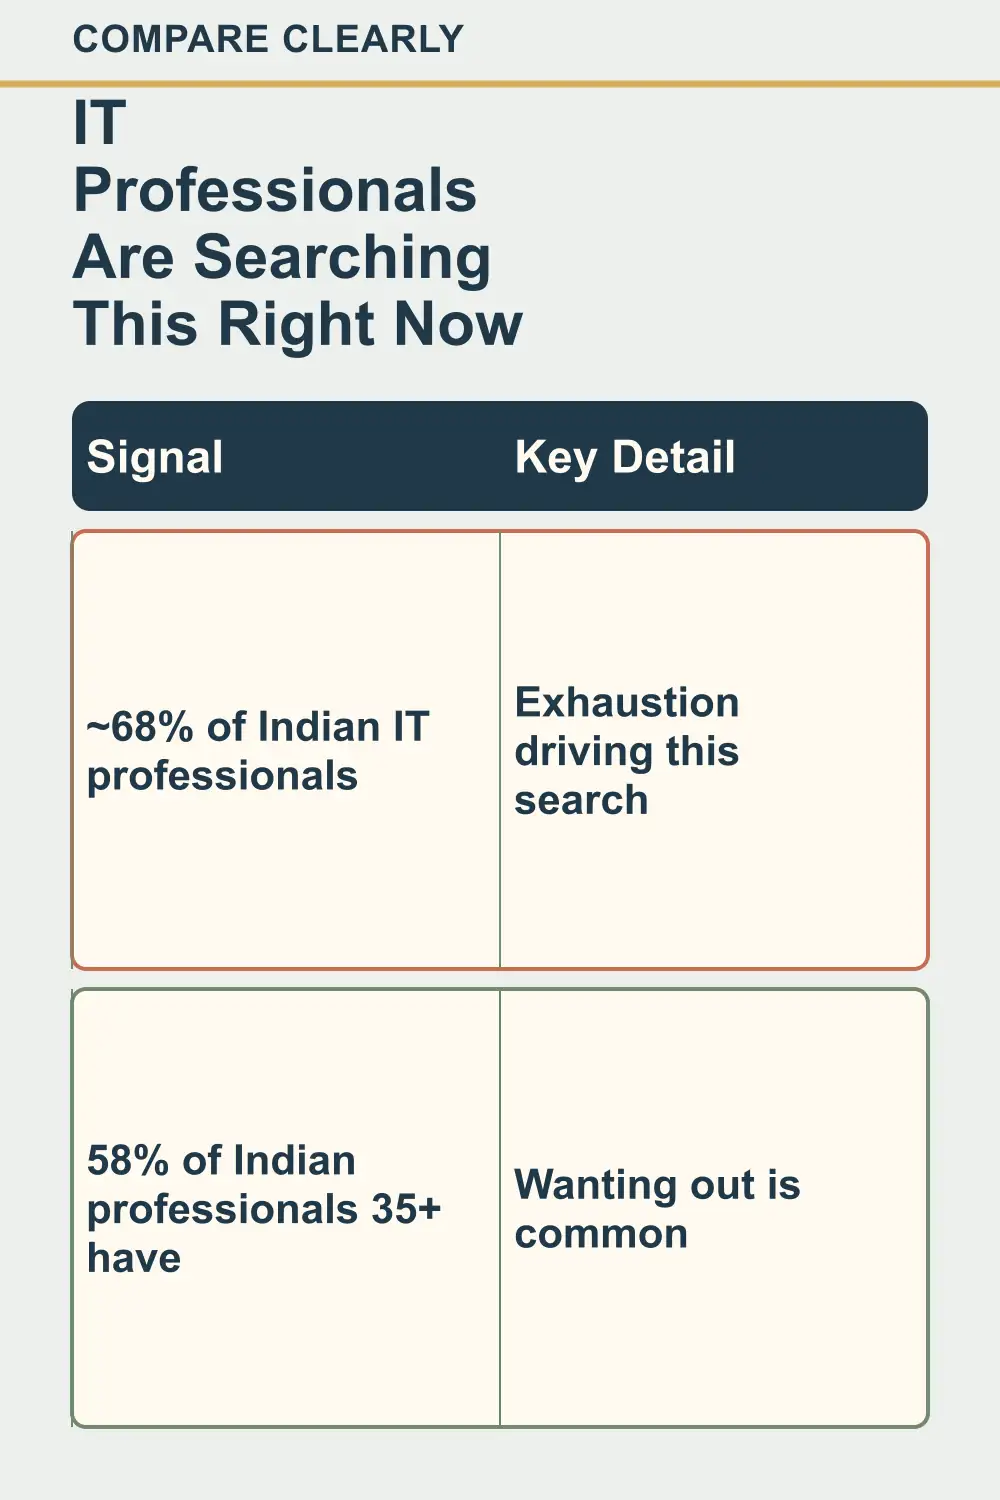 COMPARE CLEARLY
IT
Professionals
Are Searching
This Right Now
Signal
Key Detail
~68% of Indian IT
professionals
Exhaustion
driving this
search
58% of Indian
professionals 35+
have
Wanting out is
common